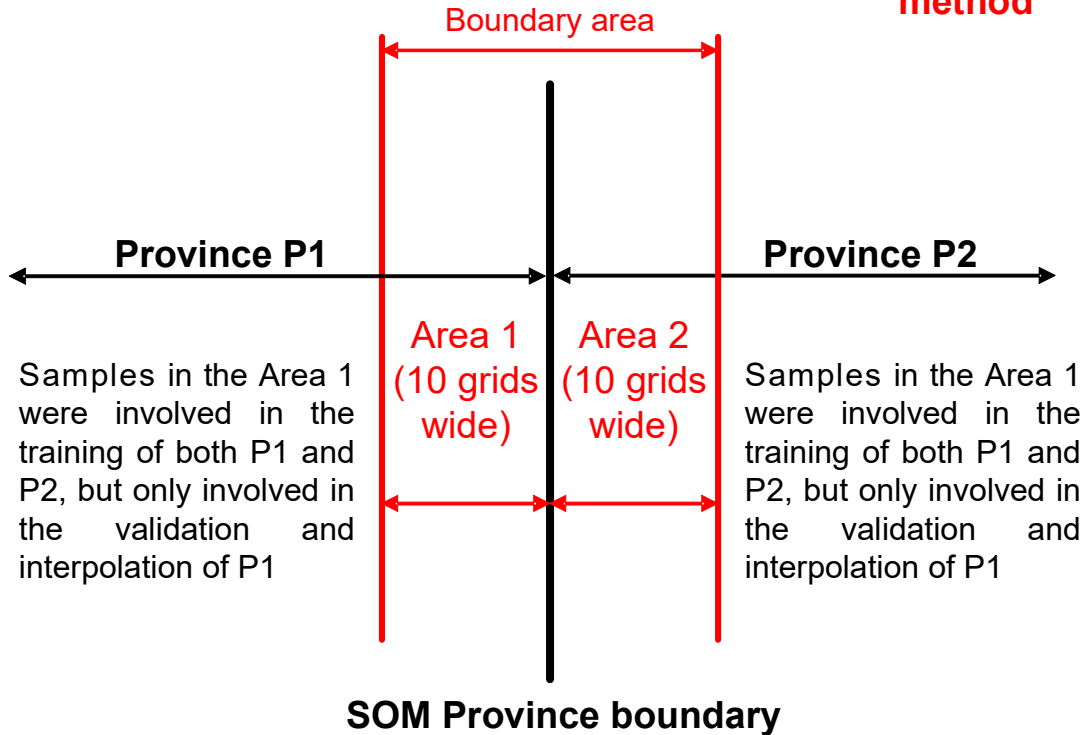 method
Boundary area
Province P1
Province P2
Area 1
(10 grids
wide)
Area 2
(10 grids
wide)
Samples in the Area 1
were involved in the
training of both P1 and
P2, but only involved in
the validation and
interpolation of P1
Samples in the Area 1
were involved in the
training of both P1 and
P2, but only involved in
the validation and
interpolation of P1
SOM Province boundary